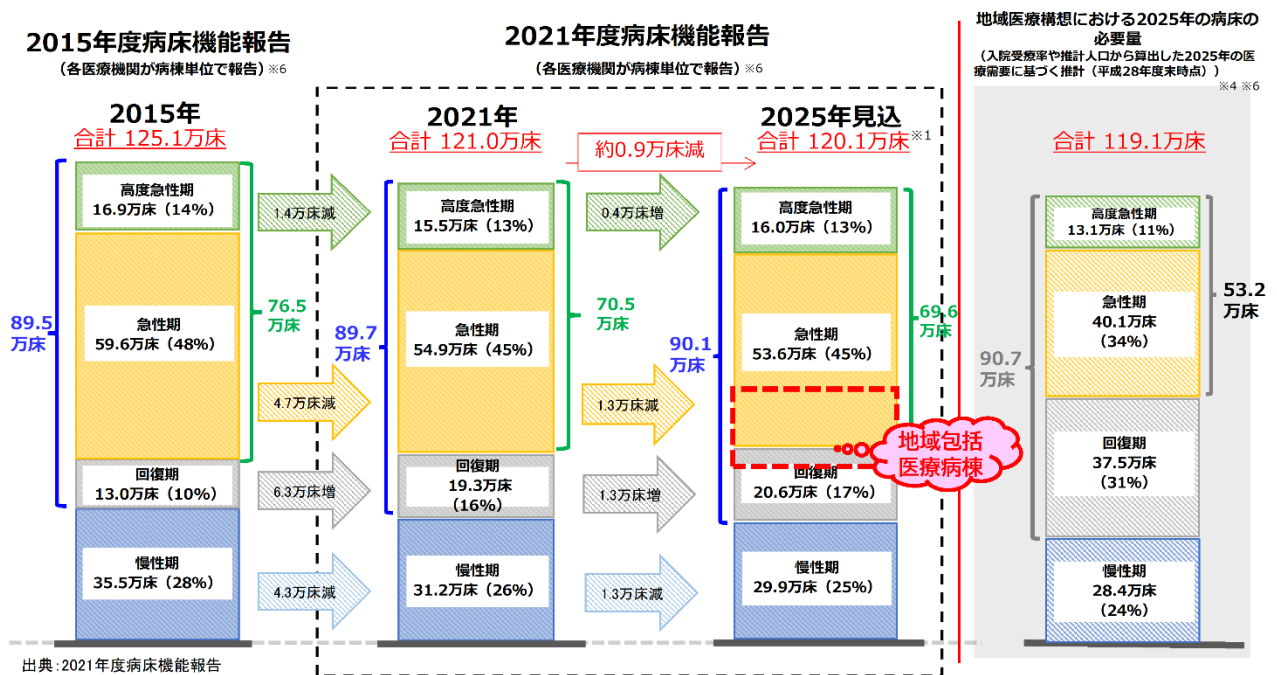 2015年度病床機能報告
(各医療機関が病棟単位で報告)※6
2015年
合計 125.1万床
高度急性期
16.9万床(14%)
急性期
59.6万床(48%)
回復期
13.0万床(10%)
慢性期
35.5万床(28%)
89.5
万床
76.5
万床
1.4万床減
4.7万床減
6.3万床増
4.3万床減
2021年度病床機能報告
(各医療機関が病棟単位で報告)※6
2021年
合計 121.0万床
高度急性期
15.5万床(13%)
急性期
54.9万床(45%)
回復期
19.3万床
(16%)
慢性期
31.2万床(26%)
89.7
万床
70.5
万床
約0.9万床減
0.4万床増
1.3万床減
1.3万床増
1.3万床減
2025年見込
合計 120.1万床※1
高度急性期
16.0万床(13%)
急性期
53.6万床(45%)
回復期
20.6万床(17%)
慢性期
29.9万床(25%)
90.1
万床
69.6
万床
地域包括
医療病棟
地域医療構想における2025年の病床の
必要量
(入院受療率や推計人口から算出した2025年の医
療需要に基づく推計(平成28年度末時点))
※4 ※6
合計 119.1万床
高度急性期
13.1万床(11%)
急性期
40.1万床
(34%)
回復期
37.5万床
(31%)
慢性期
28.4万床
(24%)
90.7
万床
53.2
万床
出典:2021年度病床機能報告